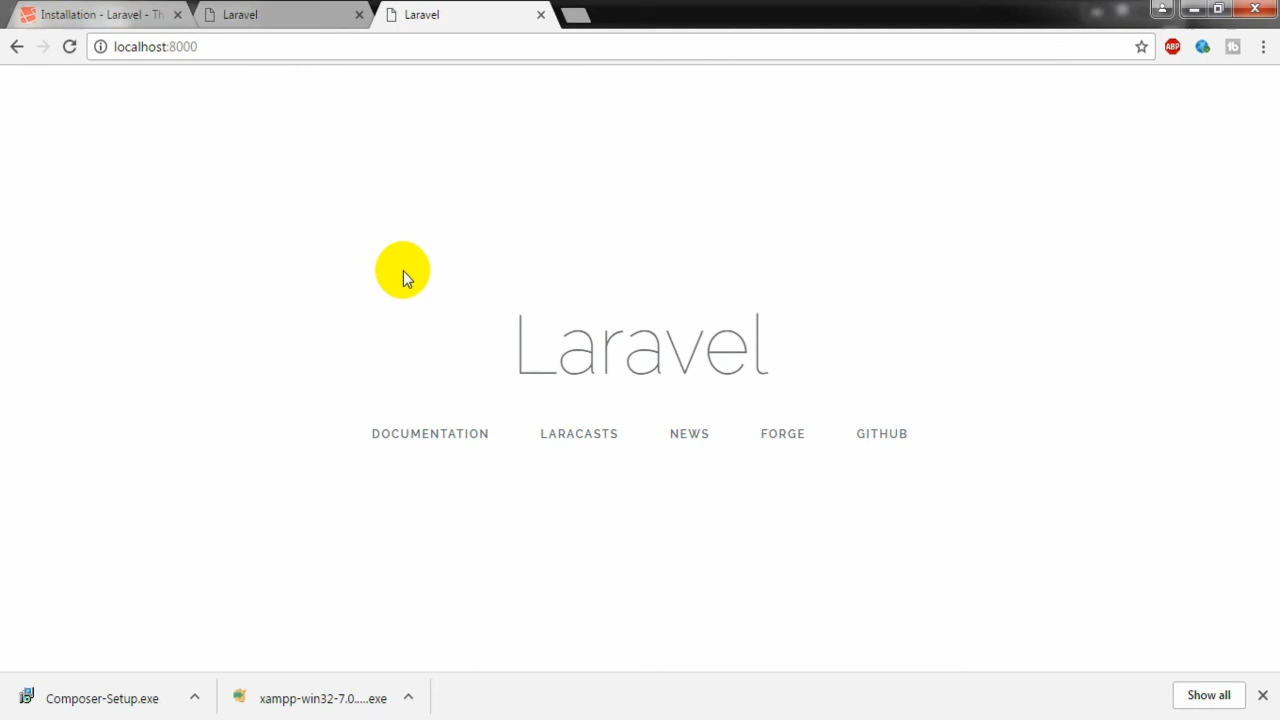 Installation - Laravel - Th
Laravel
Laravel
localhost:8000
ABP
Laravel
DOCUMENTATION
LARACASTS
NEWS
FORGE
GITHUB
Composer-Setup.exe
xampp-win32-7.0.....exe
Show all